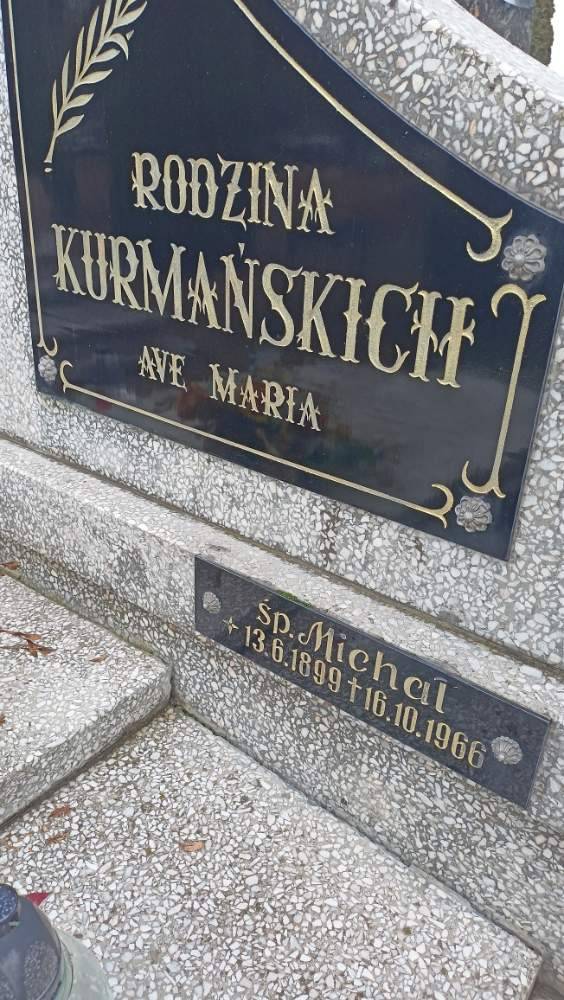 RODZINA
KURMAŃSKICH
AVE MARIA
śp. Michał
+13.6.1899 †16.10.1966